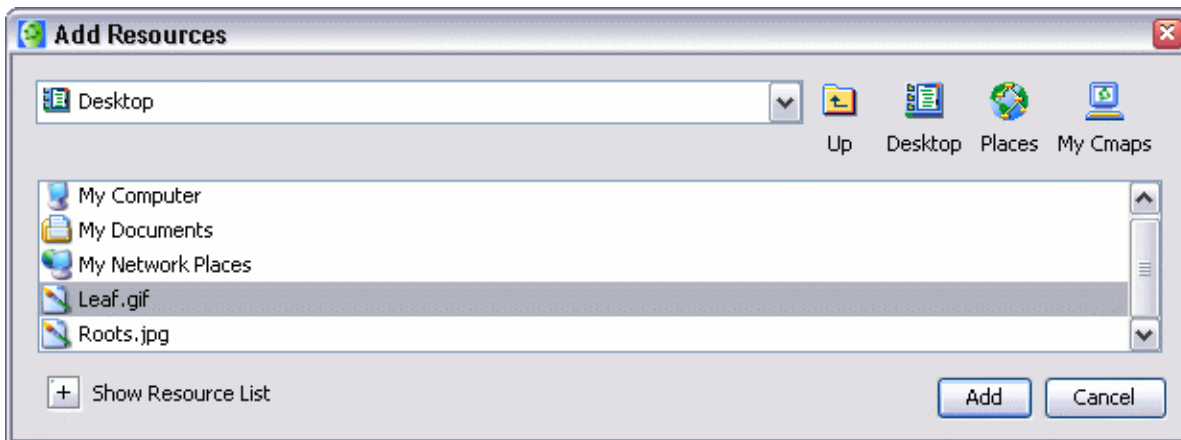 Add Resources
Desktop
Up Desktop Places My Cmaps
My Computer
My Documents
My Network Places
Leaf.gif
Roots.jpg
+ Show Resource List Add Cancel